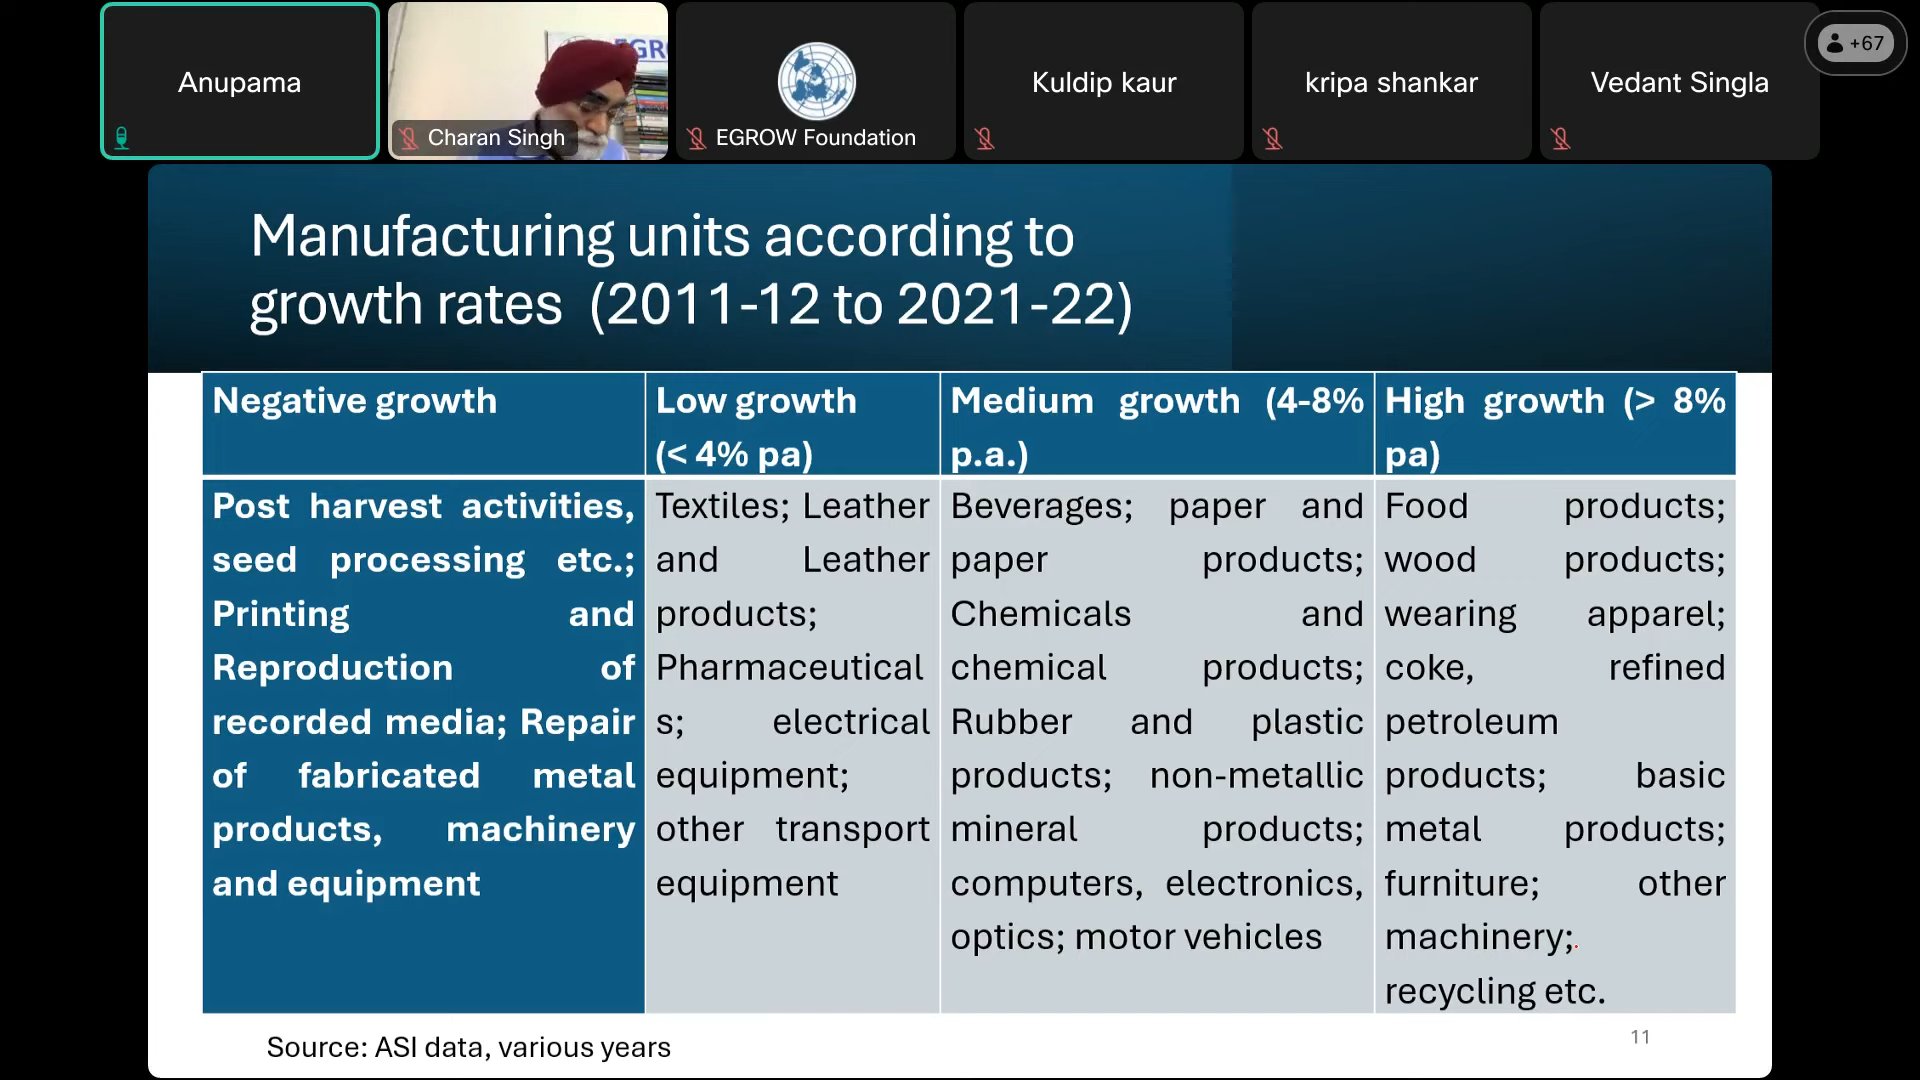 Anupama
EGRO
Charan Singh
EGROW Foundation
Kuldip kaur
kripa shankar
Vedant Singla
+67
Manufacturing units according to
growth rates (2011-12 to 2021-22)
Negative growth
Low growth
(< 4% pa)
Medium growth (4-8%
p.a.)
High growth (> 8%
pa)
Post harvest activities,
seed processing etc.;
Printing and
Reproduction of
recorded media; Repair
of fabricated metal
products, machinery
and equipment
Textiles; Leather
and Leather
products;
Pharmaceutical
s; electrical
equipment;
other transport
equipment
Beverages; paper and
paper products;
Chemicals and
chemical products;
Rubber and plastic
products; non-metallic
mineral products;
computers, electronics,
optics; motor vehicles
Food products;
wood products;
wearing apparel;
coke, refined
petroleum
products; basic
metal products;
furniture; other
machinery;
recycling etc.
Source: ASI data, various years
11